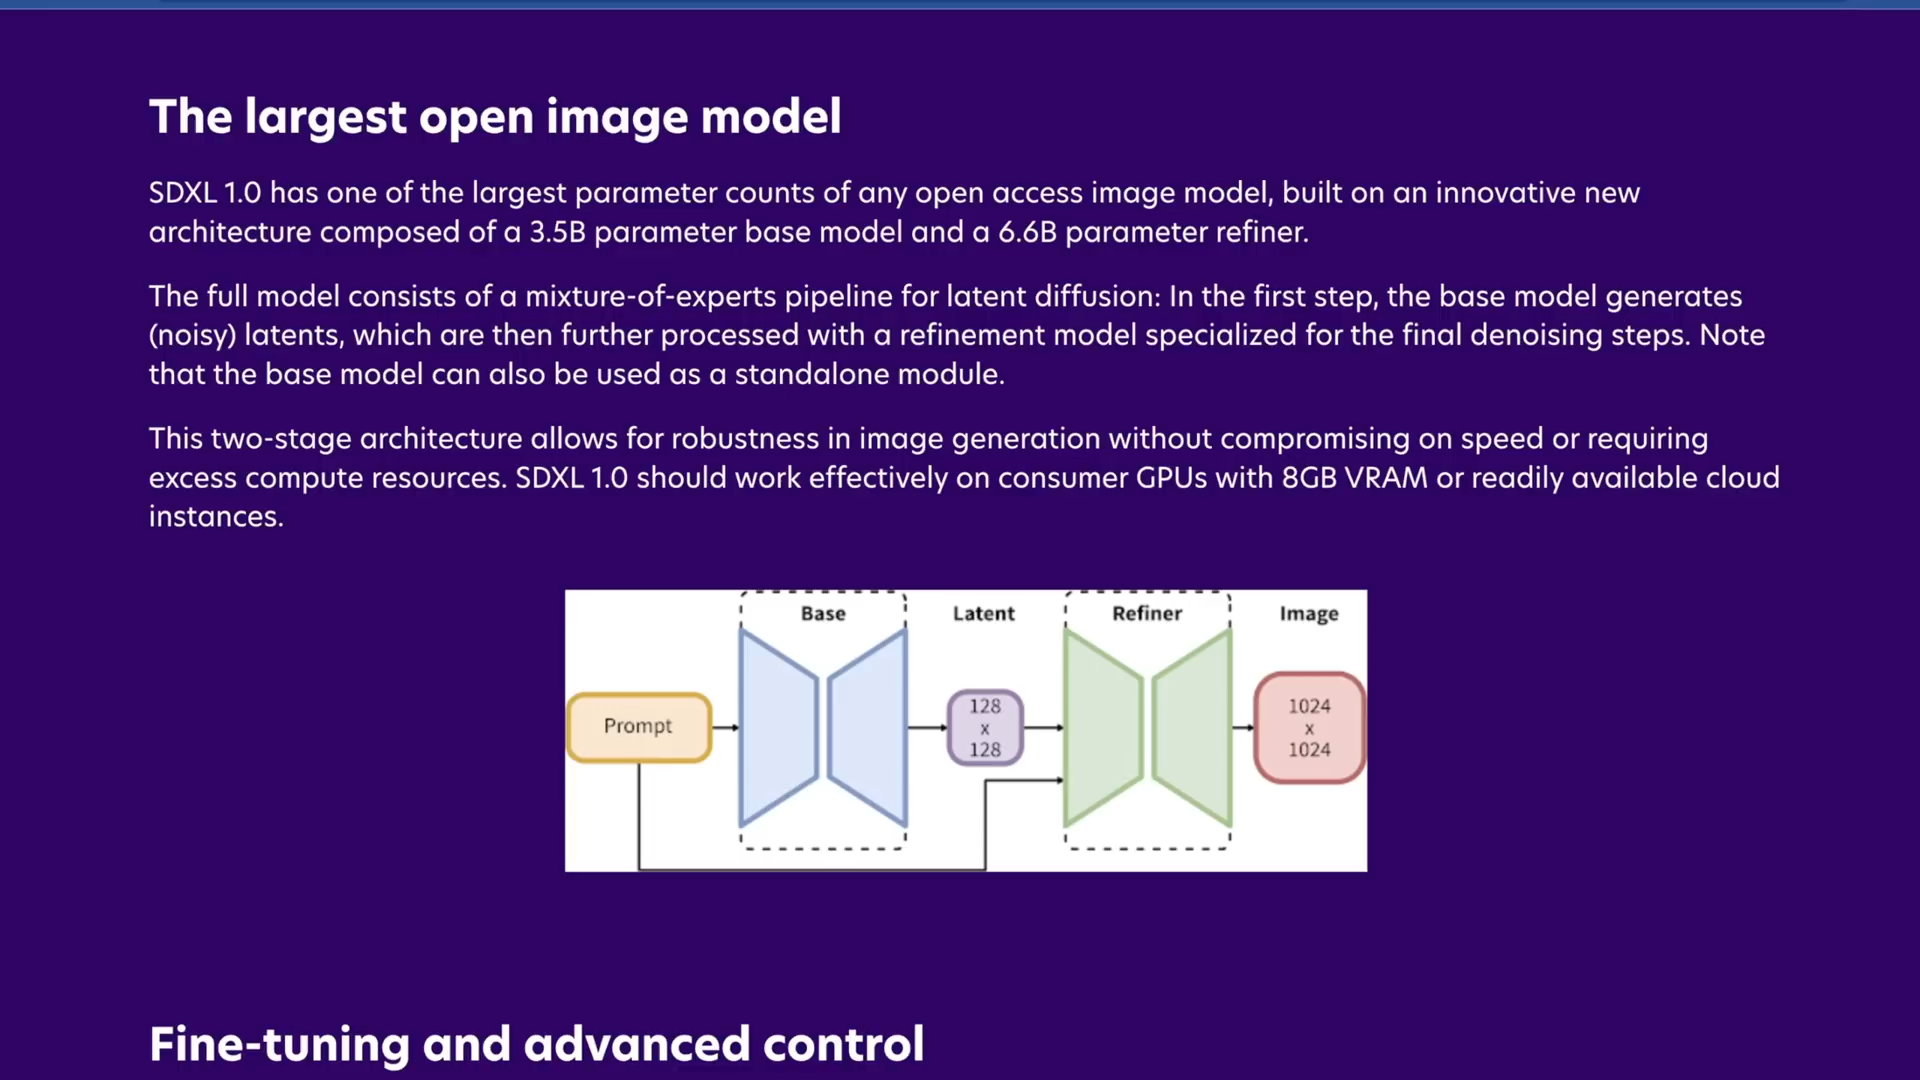 The largest open image model
SDXL 1.0 has one of the largest parameter counts of any open access image model, built on an innovative new
architecture composed of a 3.5B parameter base model and a 6.6B parameter refiner.
The full model consists of a mixture-of-experts pipeline for latent diffusion: In the first step, the base model generates
(noisy) latents, which are then further processed with a refinement model specialized for the final denoising steps. Note
that the base model can also be used as a standalone module.
This two-stage architecture allows for robustness in image generation without compromising on speed or requiring
excess compute resources. SDXL 1.0 should work effectively on consumer GPUs with 8GB VRAM or readily available cloud
instances.
Base
Latent
Refiner
Image
Prompt
128
x
128
1024
x
1024
Fine-tuning and advanced control